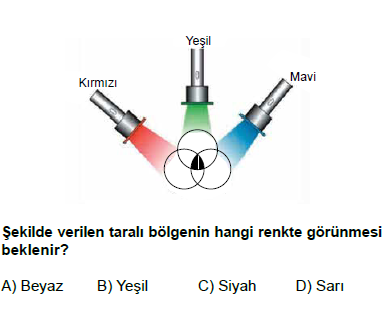 Yeşil
Kırmızı
Mavi
Şekilde verilen taralı bölgenin hangi renkte görünmesi
beklenir?
A) Beyaz B) Yeşil C) Siyah D) Sarı